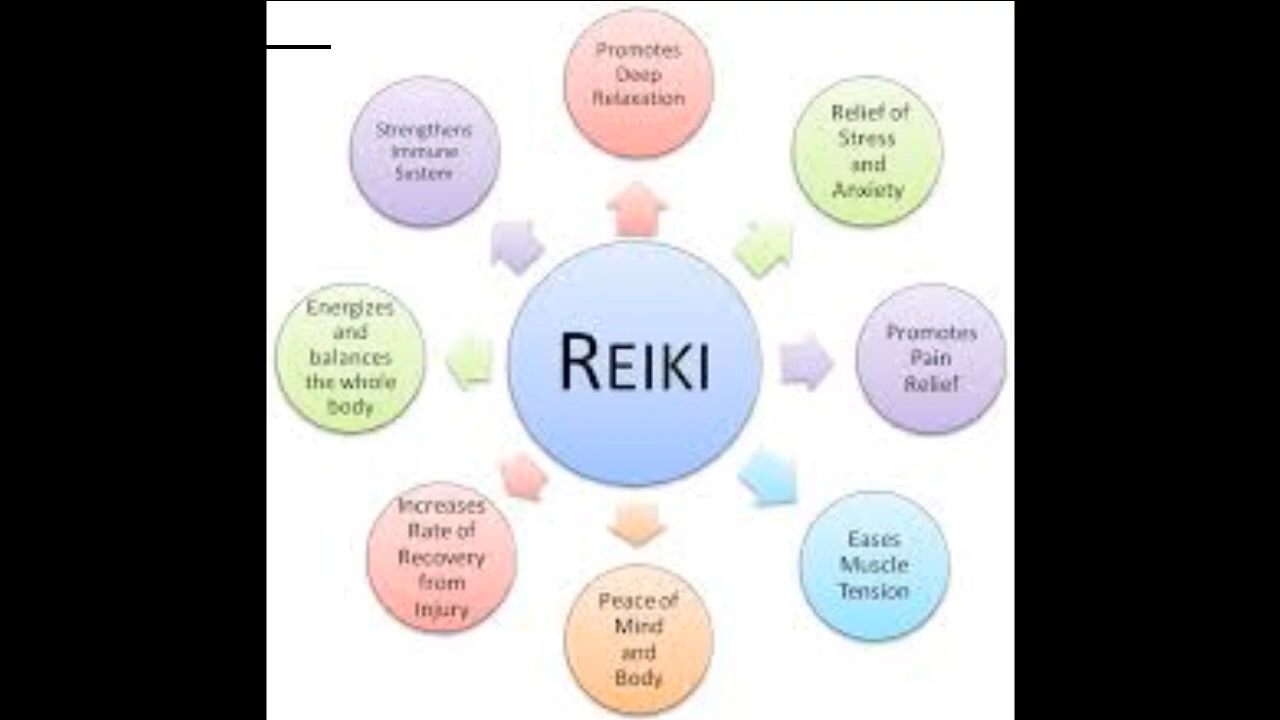 Promotes
Deep
Relaxation
Relief of
Stress
and
Anxiety
Promotes
Pain
Relief
Eases
Muscle
Tension
Peace of
Mind
and
Body
Increases
Rate of
Recovery
from
Injury
Energizes
and
balances
the whole
body
Strengthens
Immune
System
REIKI